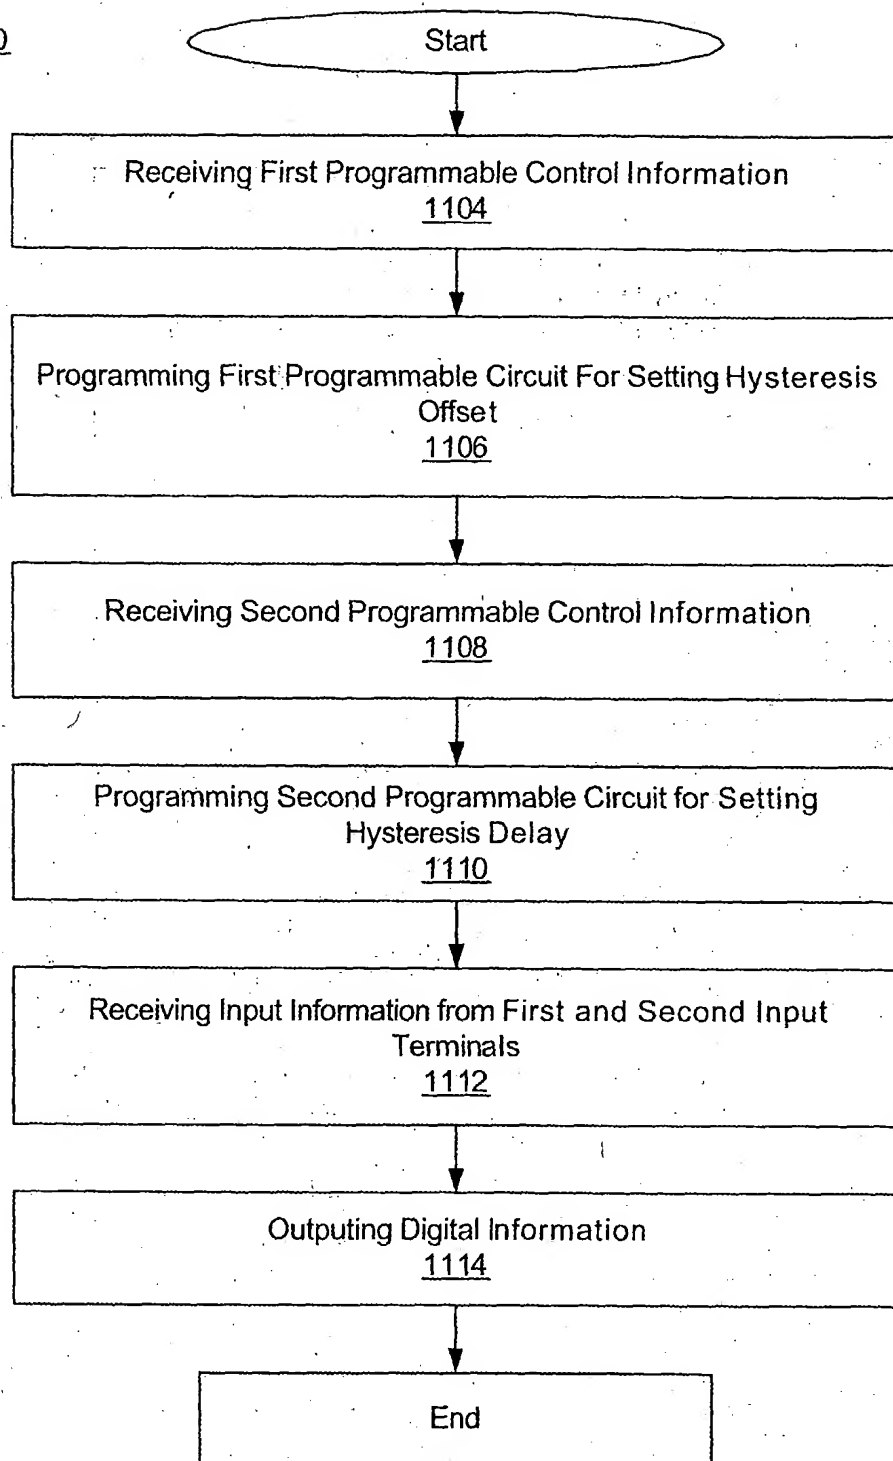 Start
Receiving First Programmable Control Information
1104
Programming First Programmable Circuit For Setting Hysteresis
Offset
1106
Receiving Second Programmable Control Information
1108
Programming Second Programmable Circuit for Setting
Hysteresis Delay
1110
Receiving Input Information from First and Second Input
Terminals
1112
Outputing Digital Information
1114
End